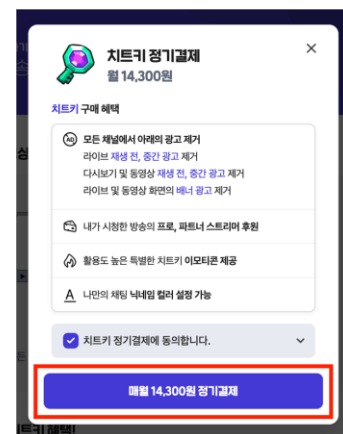 치트키 정기결제
월 14,300원
치트키 구매 혜택
모든 채널에서 아래의 광고 제거
라이브 재생 전, 중간 광고 제거
다시보기 및 동영상 재생 전, 중간 광고 제거
라이브 및 동영상 화면의 배너 광고 제거
내가 시청한 방송의 프로, 파트너 스트리머 후원
활용도 높은 특별한 치트키 이모티콘 제공
나만의 채팅 닉네임 컬러 설정 가능
치트키 정기결제에 동의합니다.
매월 14,300원 정기결제
트키 혜택!